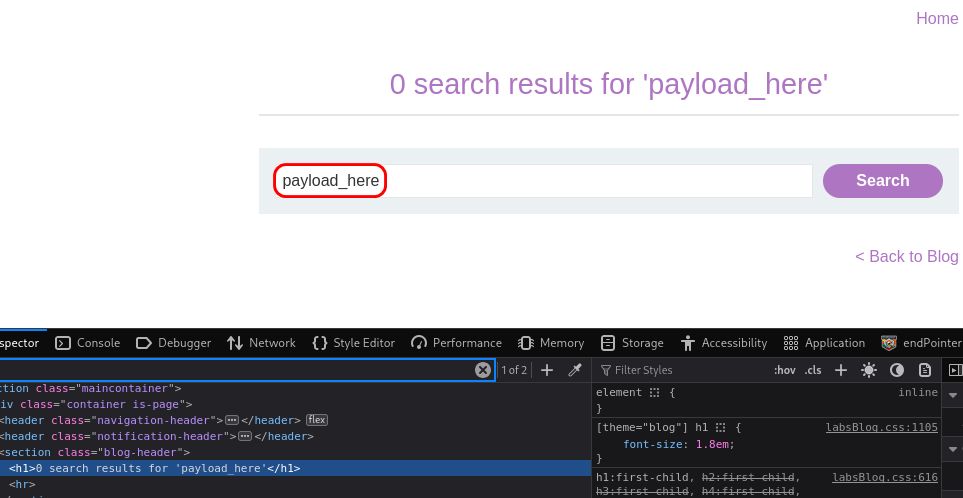 Home
0 search results for 'payload_here'
payload_here
Search
< Back to Blog
spector Console Debugger Network Style Editor Performance Memory Storage Accessibility Application endPointer
1 of 2
Filter Styles :hov .cls
ction class="maincontainer">
iv class="container is-page">
<header class="navigation-header"></header> flex
<header class="notification-header"></header>
<section class="blog-header">
<h1>0 search results for 'payload_here'</h1>
<hr>
element { inline
}
[theme="blog"] h1 { labsBlog.css:1105
font-size: 1.8em;
}
h1:first-child, h2:first-child, labsBlog.css:616
h3:first-child, h4:first-child,